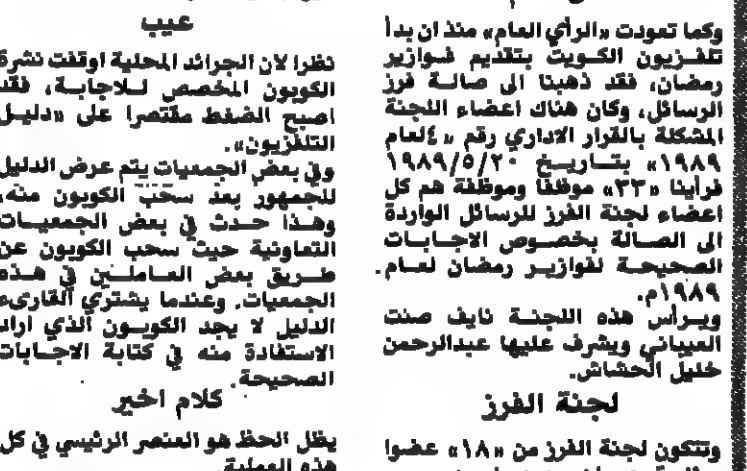 وكما تعودت «الرأي العام» منذ ان بدأ
تلفزيون الكويت بتقديم فوازير
رمضان، فقد ذهبنا الى صالة فرز
الرسائل، وكان هناك اعضاء اللجنة
المشكلة بالقرار الاداري رقم «٤ لعام
١٩٨٩» بتاريخ ١٩٨٩/٥/٢٠
فرأينا «٣٣» موظفا وموظفة هم كل
اعضاء لجنة الفرز للرسائل الواردة
الى الصالة بخصوص الاجابات
الصحيحة لفوازير رمضان لعام
١٩٨٩م.
ويرأس هذه اللجنة نايف صنت
العيباني ويشرف عليها عبدالرحمن
خليل الحشاش.
لجنة الفرز
وتتكون لجنة الفرز من «١٨» عضوا
عيب
نظرا لان الجرائد المحلية اوقفت نشرة
الكوبون المخصص للاجابة، فقد
اصبح الضغط مقتصرا على «دليل
التلفزيون».
وفي بعض الجمعيات يتم عرض الدليل
للجمهور بعد سحب الكوبون منه،
وهذا حدث في بعض الجمعيات
التعاونية حيث سحب الكوبون عن
طريق بعض العاملين في هذه
الجمعيات. وعندما يشتري القارىء
الدليل لا يجد الكوبون الذي اراد
الاستفادة منه في كتابة الاجابات
الصحيحة.
كلام اخير
يظل الحظ هو العنصر الرئيسي في كل
هذه العملية.